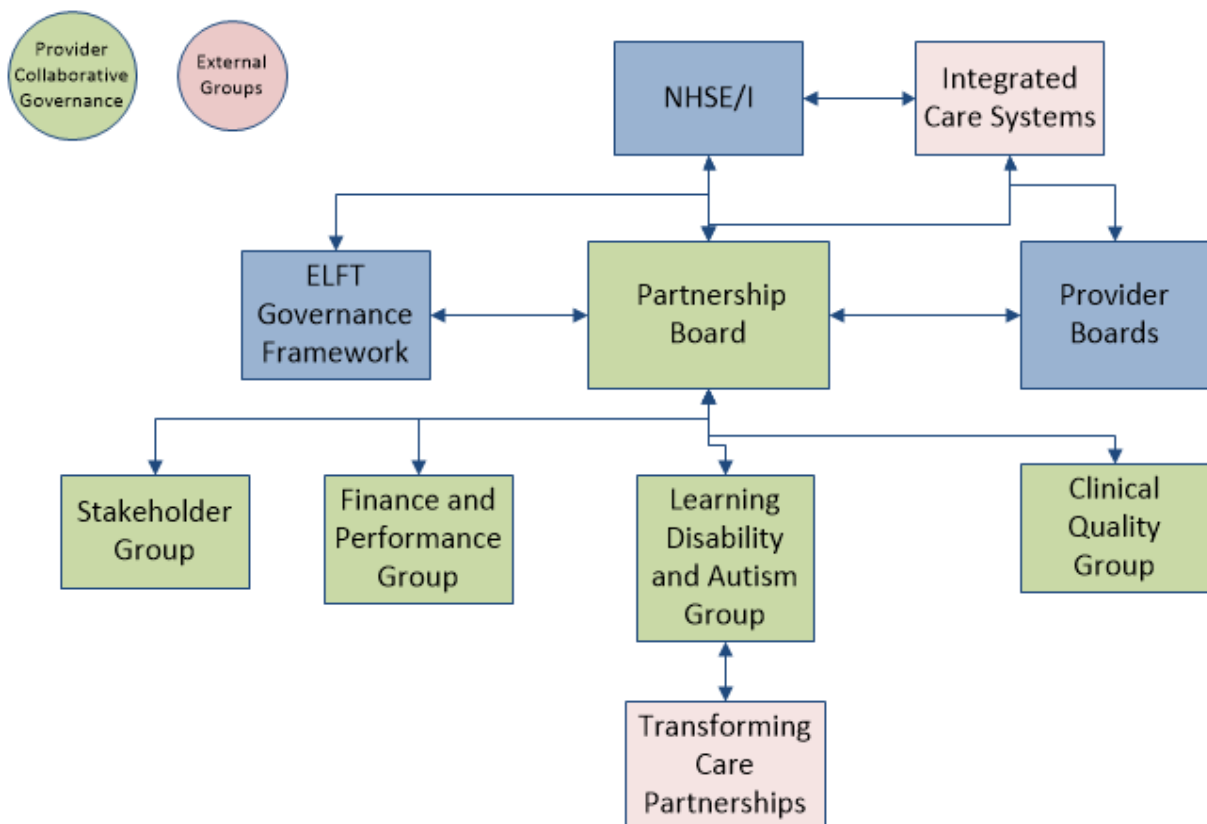 Provider
Collaborative
Governance
External
Groups
NHSE/I
Integrated
Care Systems
ELFT
Governance
Framework
Partnership
Board
Provider
Boards
Stakeholder
Group
Finance and
Performance
Group
Learning
Disability
and Autism
Group
Clinical
Quality
Group
Transforming
Care
Partnerships